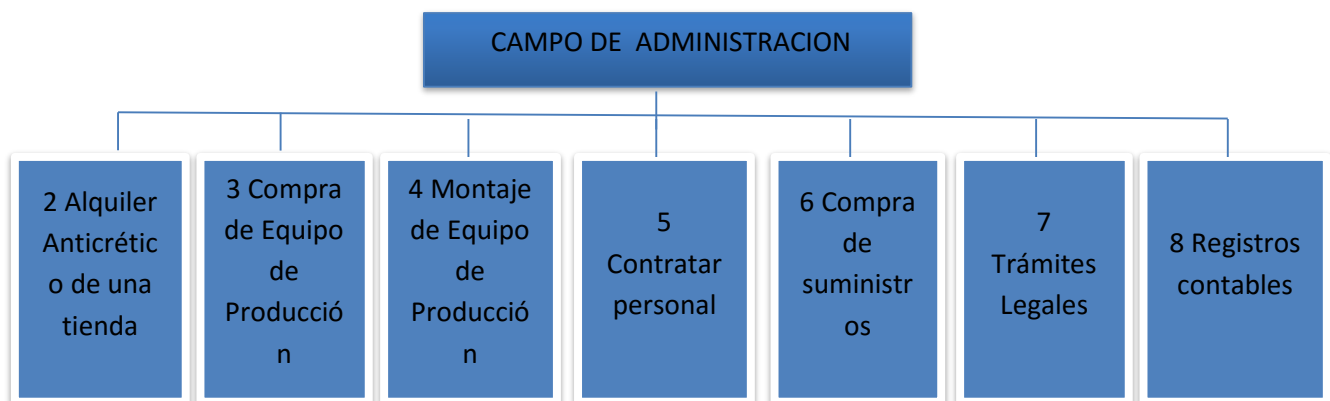 CAMPO DE ADMINISTRACION
2 Alquiler
Anticrétic
o de una
tienda
3 Compra
de Equipo
de
Producció
n
4 Montaje
de Equipo
de
Producció
n
5
Contratar
personal
6 Compra
de
suministr
os
7
Trámites
Legales
8 Registros
contables